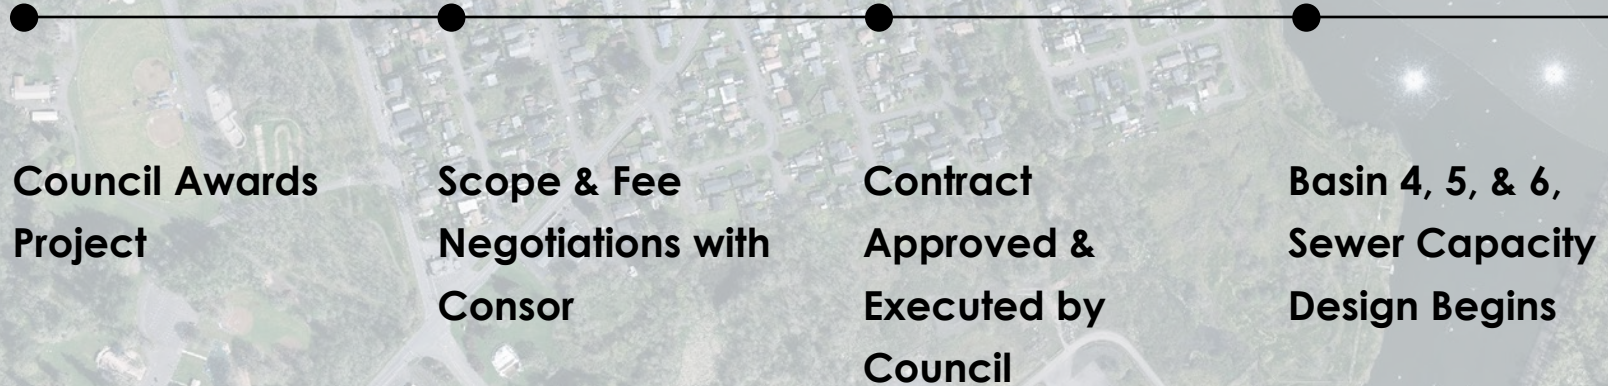 Council Awards
Project
Scope & Fee
Negotiations with
Consor
Contract
Approved &
Executed by
Council
Basin 4, 5, & 6,
Sewer Capacity
Design Begins